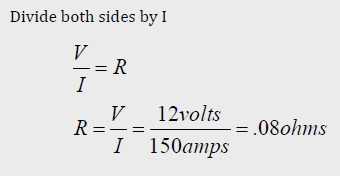 Divide both sides by I
V/I = R
R = V/I = 12volts/150amps = .08ohms